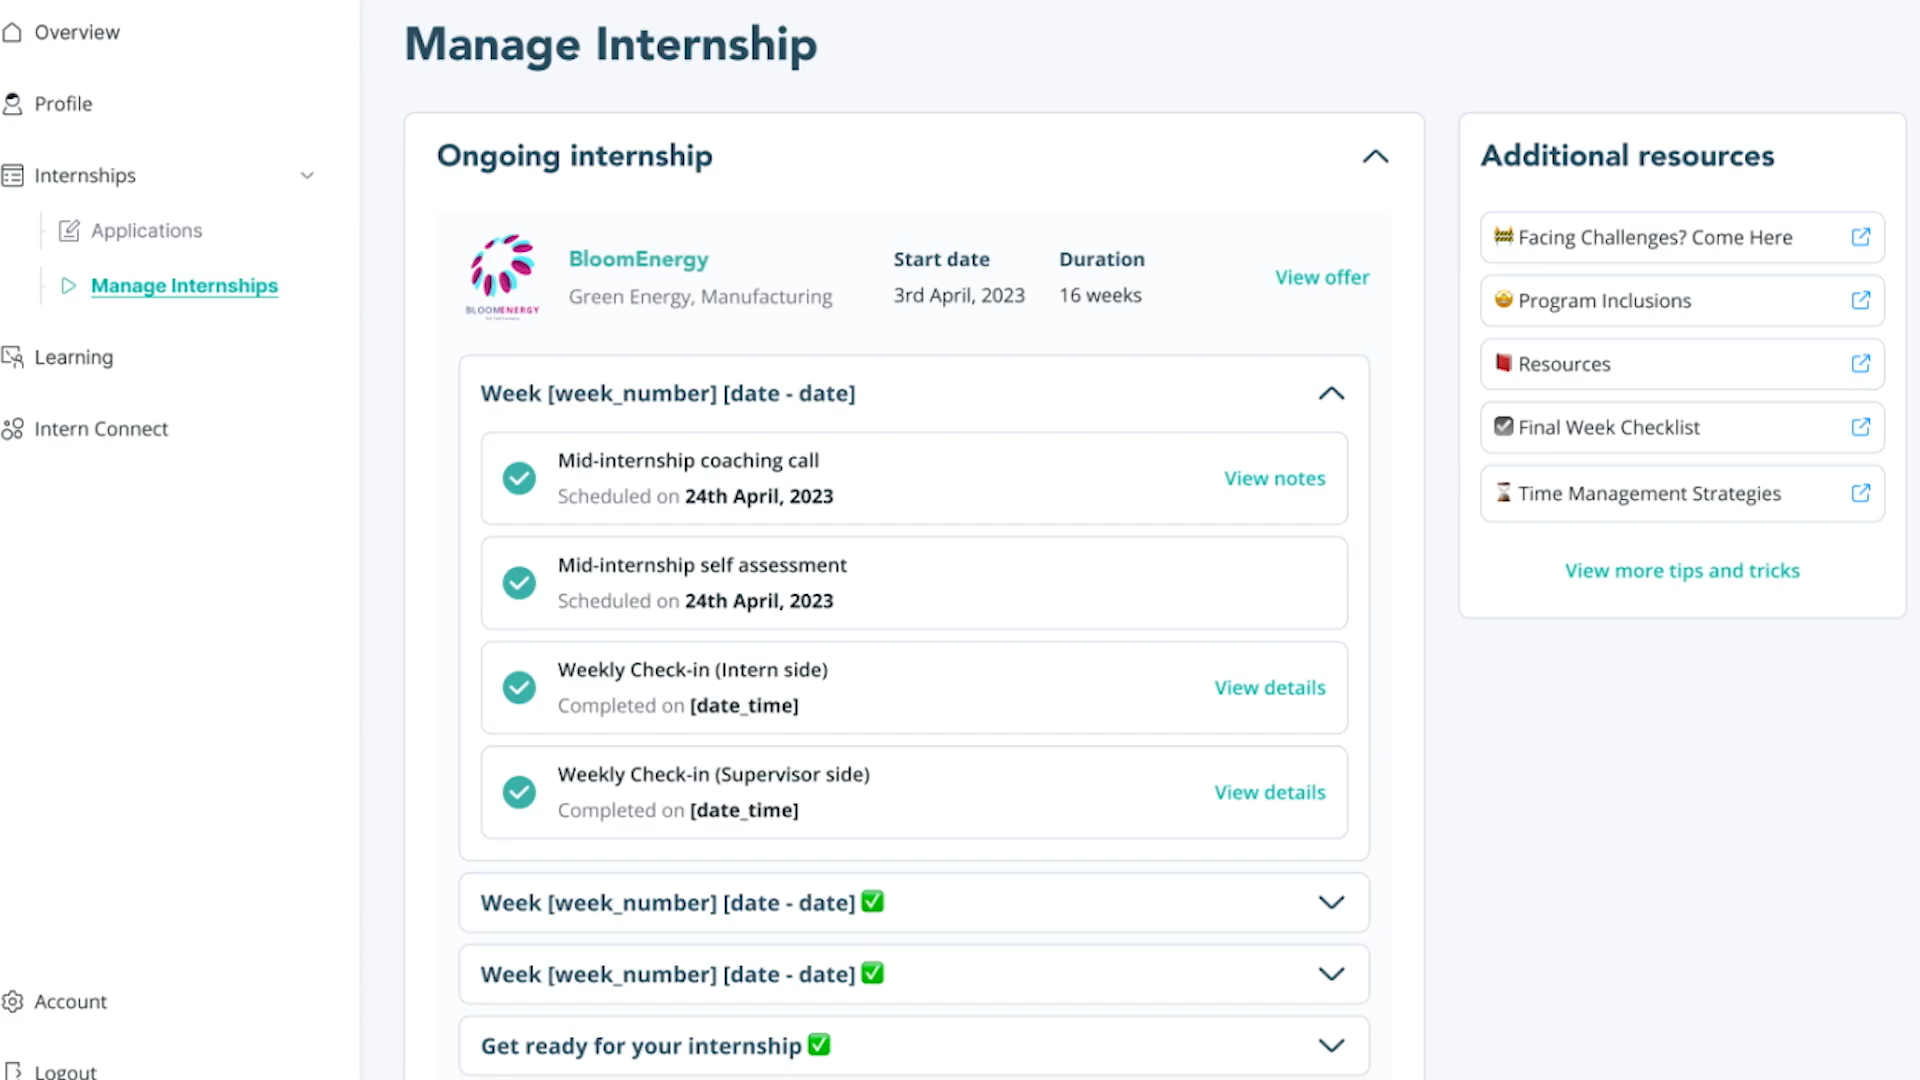 Overview
Profile
Internships
Applications
Manage Internships
Learning
Intern Connect
Account
Logout
Manage Internship
Ongoing internship
BLOOMENERGY
BloomEnergy
Green Energy, Manufacturing
Start date
3rd April, 2023
Duration
16 weeks
View offer
Week [week_number] [date - date]
Mid-internship coaching call
Scheduled on 24th April, 2023
View notes
Mid-internship self assessment
Scheduled on 24th April, 2023
Weekly Check-in (Intern side)
Completed on [date_time]
View details
Weekly Check-in (Supervisor side)
Completed on [date_time]
View details
Week [week_number] [date - date] ✅
Week [week_number] [date - date] ✅
Get ready for your internship ✅
Additional resources
🚧 Facing Challenges? Come Here
🤩 Program Inclusions
📕 Resources
☑ Final Week Checklist
⏳ Time Management Strategies
View more tips and tricks